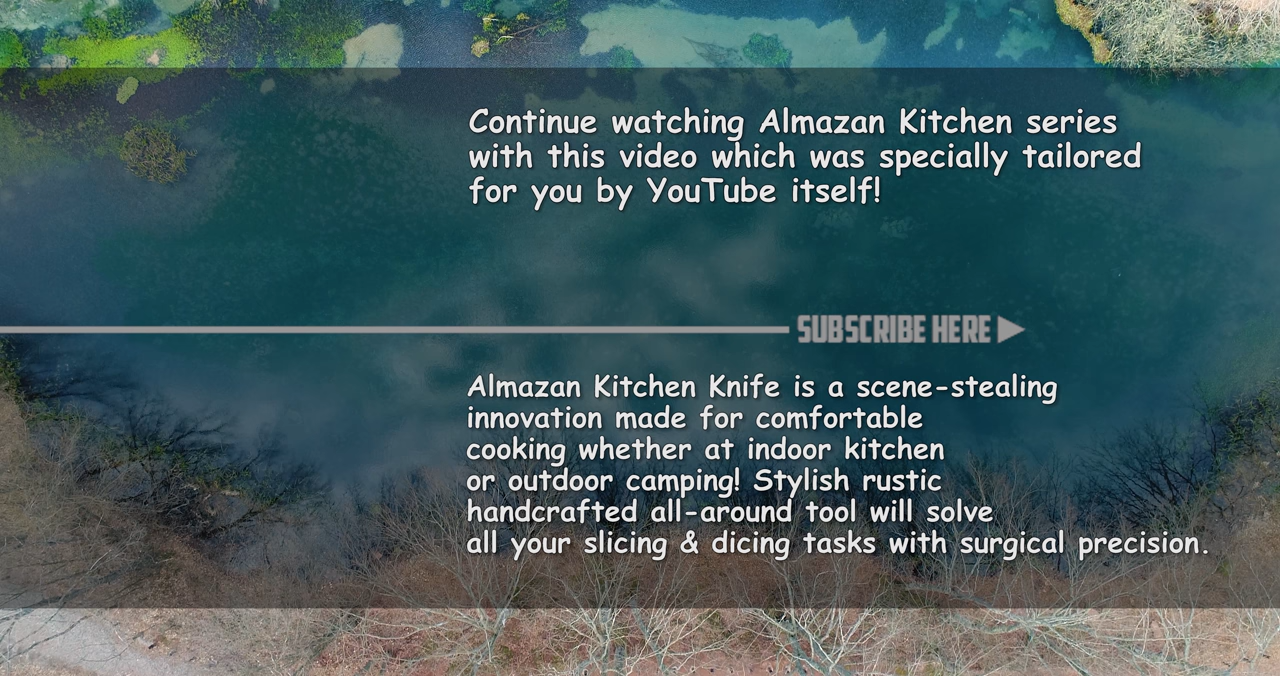 Continue watching Almazan Kitchen series
with this video which was specially tailored
for you by YouTube itself!
SUBSCRIBE HERE
Almazan Kitchen Knife is a scene-stealing
innovation made for comfortable
cooking whether at indoor kitchen
or outdoor camping! Stylish rustic
handcrafted all-around tool will solve
all your slicing & dicing tasks with surgical precision.